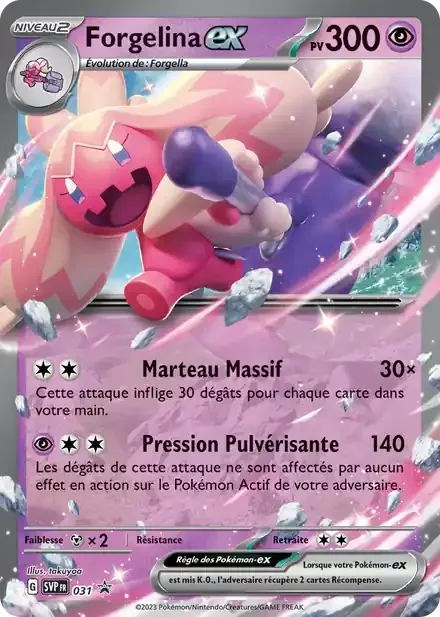 NIVEAU2
Forgelina ex
PV 300
Évolution de : Forgella
Marteau Massif 30×
Cette attaque inflige 30 dégâts pour chaque carte dans
votre main.
Pression Pulvérisante 140
Les dégâts de cette attaque ne sont affectés par aucun
effet en action sur le Pokémon Actif de votre adversaire.
Faiblesse ×2 Résistance Retraite
Illus. takuyoa
Règle des Pokémon-ex Lorsque votre Pokémon-ex
est mis K.O., l'adversaire récupère 2 cartes Récompense.
G SVP FR 031
©2023 Pokémon/Nintendo/Creatures/GAME FREAK